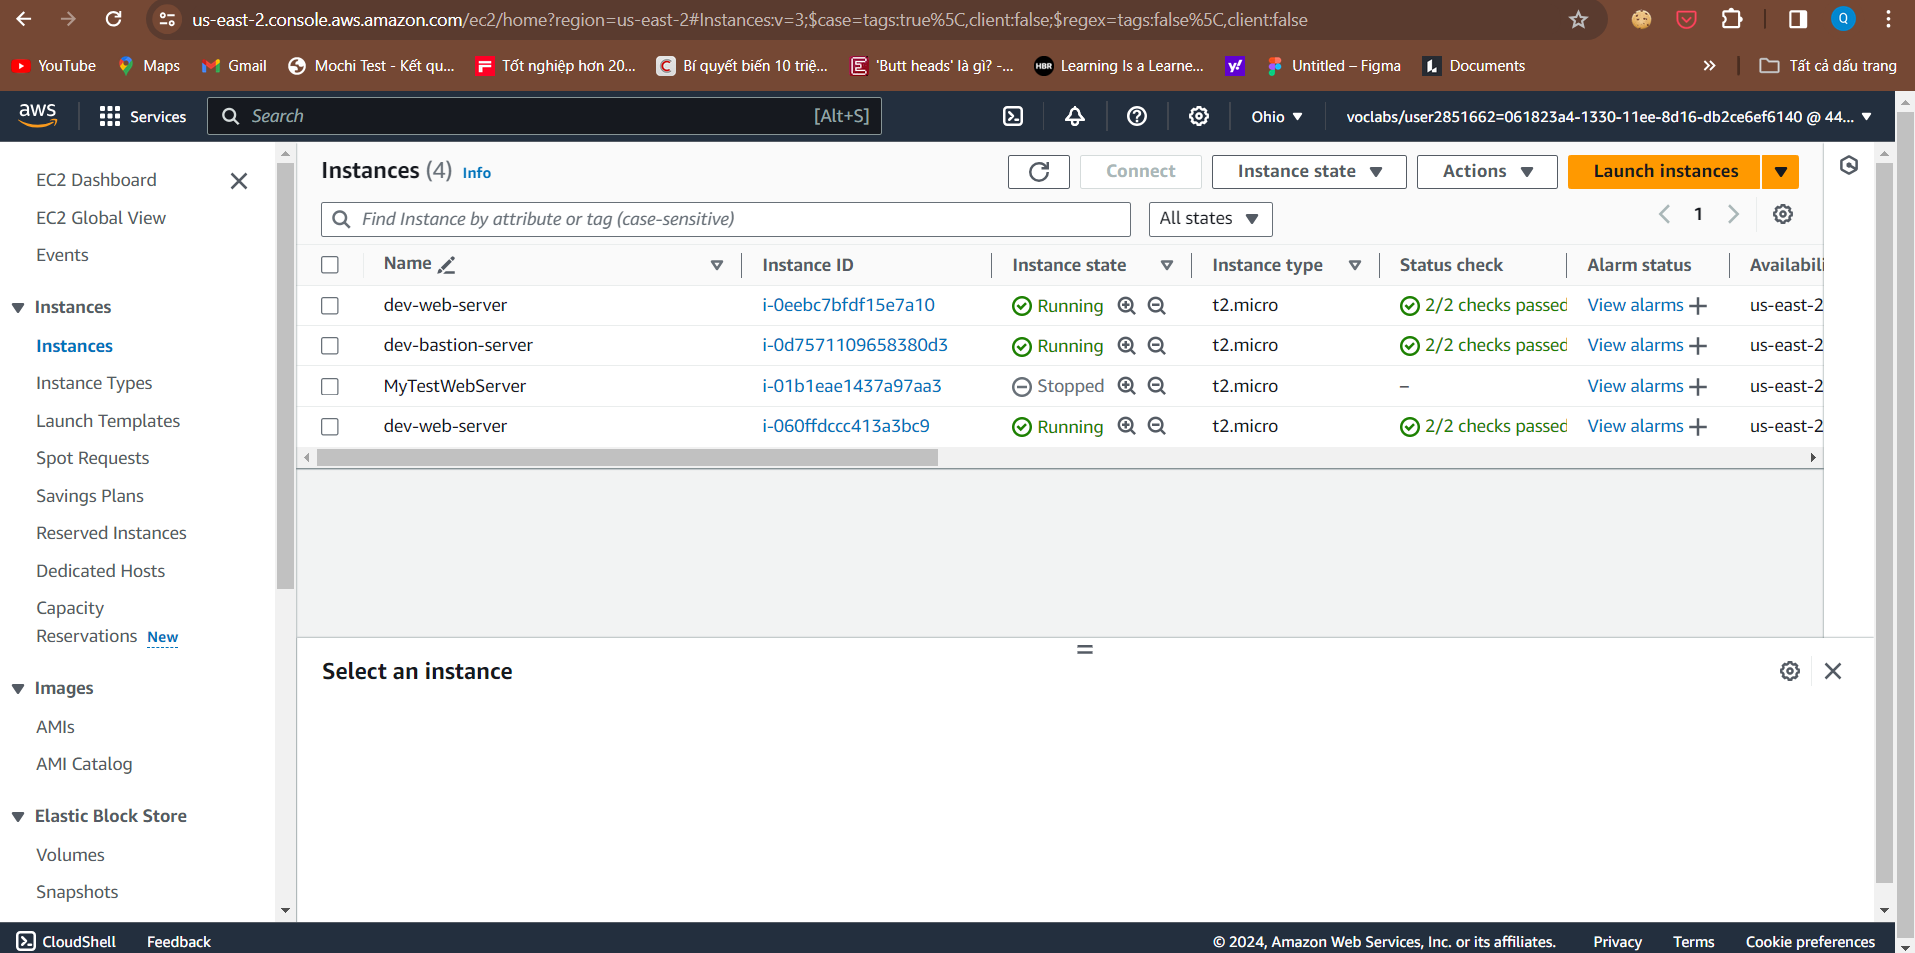 us-east-2.console.aws.amazon.com/ec2/home?region=us-east-2#Instances:v=3;$case=tags:true%5C,client:false;$regex=tags:false%5C,client:false
Q
YouTube Maps Gmail Mochi Test - Kết qu... Tốt nghiệp hơn 20... Bí quyết biến 10 triệ... 'Butt heads' là gì? -... HBR Learning Is a Learne... y! Untitled – Figma Documents » Tất cả dấu trang
aws Services Search [Alt+S] Ohio voclabs/user2851662=061823a4-1330-11ee-8d16-db2ce6ef6140 @ 44...
EC2 Dashboard
EC2 Global View
Events
Instances
Instances
Instance Types
Launch Templates
Spot Requests
Savings Plans
Reserved Instances
Dedicated Hosts
Capacity
Reservations New
Images
AMIs
AMI Catalog
Elastic Block Store
Volumes
Snapshots
Instances (4) Info Connect Instance state Actions Launch instances
Find Instance by attribute or tag (case-sensitive) All states 1
Name Instance ID Instance state Instance type Status check Alarm status Availabili
dev-web-server i-0eebc7bfdf15e7a10 Running t2.micro 2/2 checks passed View alarms + us-east-2
dev-bastion-server i-0d7571109658380d3 Running t2.micro 2/2 checks passed View alarms + us-east-2
MyTestWebServer i-01b1eae1437a97aa3 Stopped t2.micro – View alarms + us-east-2
dev-web-server i-060ffdccc413a3bc9 Running t2.micro 2/2 checks passed View alarms + us-east-2
Select an instance
CloudShell Feedback © 2024, Amazon Web Services, Inc. or its affiliates. Privacy Terms Cookie preferences